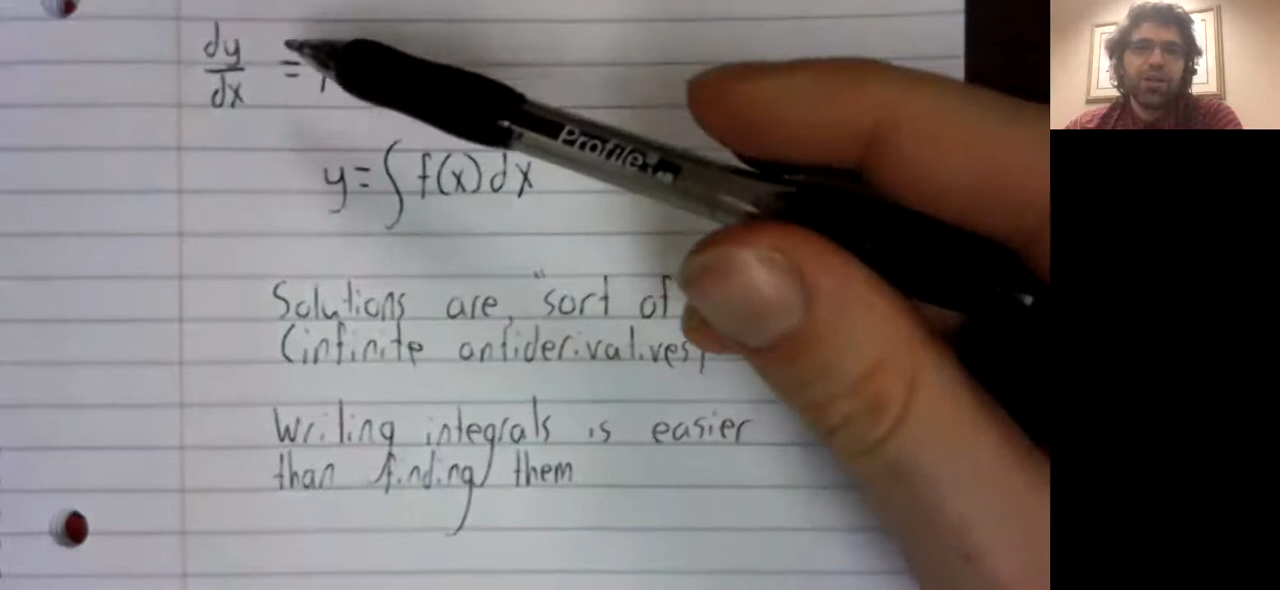 dy/dx =
y=∫ f(x) dx
Solutions are, "sort of
(infinite antiderivatives)
Writing integrals is easier
than finding them
Profile